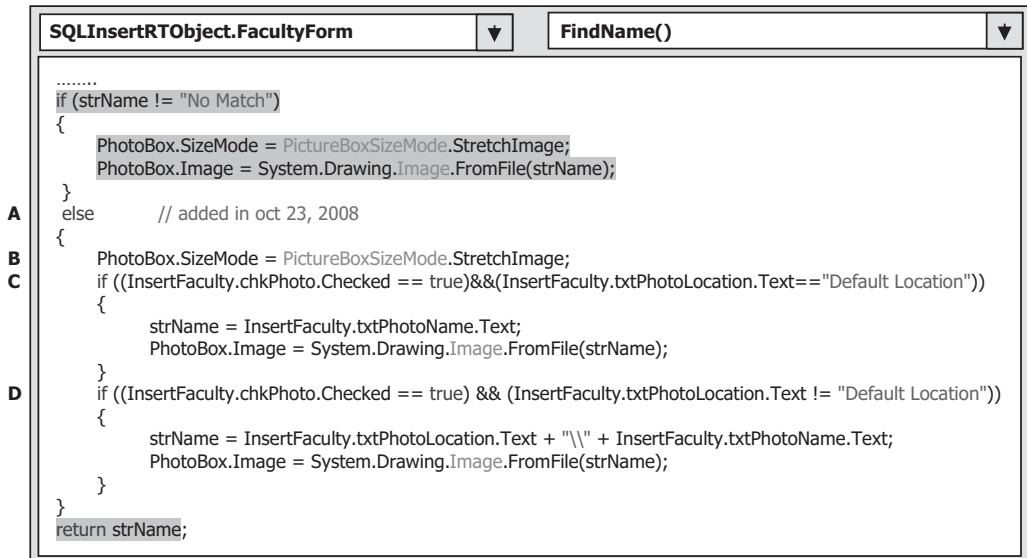 SQLInsertRTObject.FacultyForm FindName()
........
if (strName != "No Match")
{
PhotoBox.SizeMode = PictureBoxSizeMode.StretchImage;
PhotoBox.Image = System.Drawing.Image.FromFile(strName);
}
A else // added in oct 23, 2008
{
B PhotoBox.SizeMode = PictureBoxSizeMode.StretchImage;
C if ((InsertFaculty.chkPhoto.Checked == true)&&(InsertFaculty.txtPhotoLocation.Text=="Default Location"))
{
strName = InsertFaculty.txtPhotoName.Text;
PhotoBox.Image = System.Drawing.Image.FromFile(strName);
}
D if ((InsertFaculty.chkPhoto.Checked == true) && (InsertFaculty.txtPhotoLocation.Text != "Default Location"))
{
strName = InsertFaculty.txtPhotoLocation.Text + "\\" + InsertFaculty.txtPhotoName.Text;
PhotoBox.Image = System.Drawing.Image.FromFile(strName);
}
}
return strName;